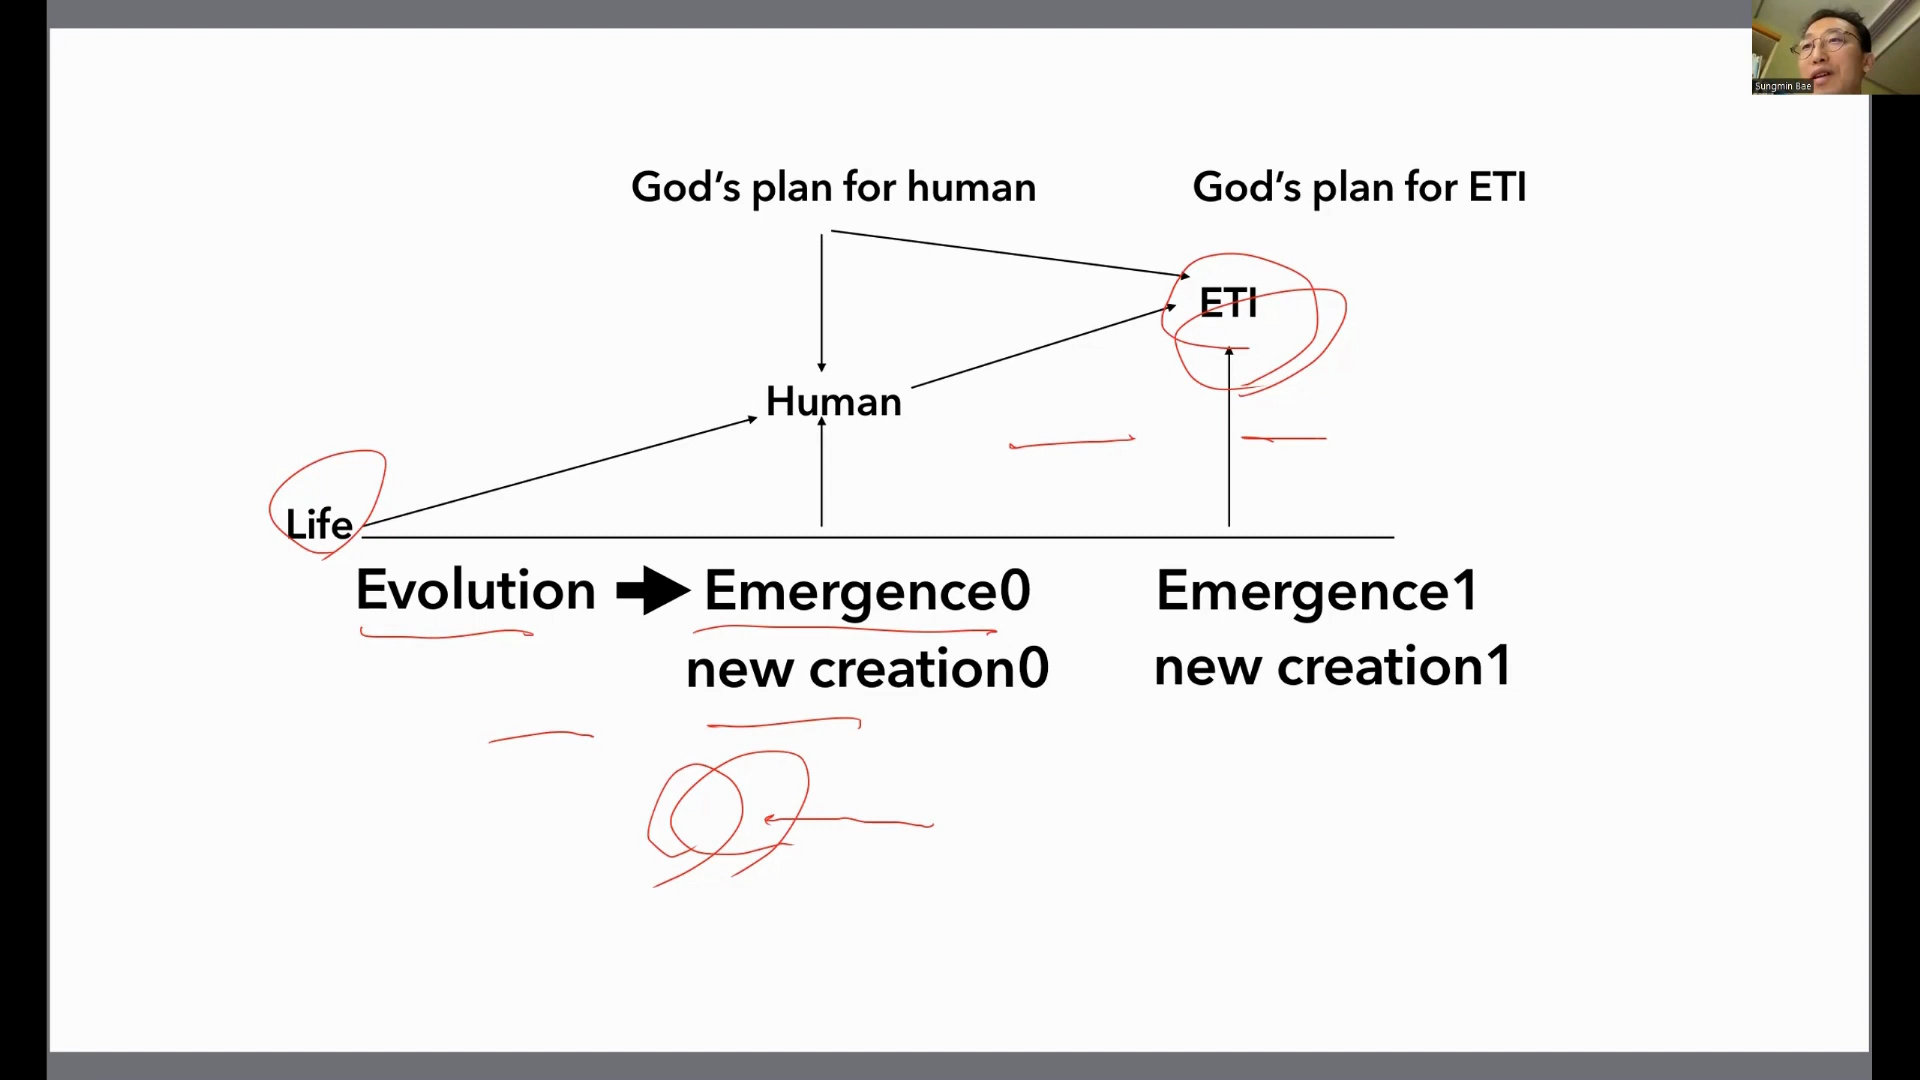 Sungmin Bae
God's plan for human
God's plan for ETI
ETI
Human
Life
Evolution
Emergence0
Emergence1
new creation0
new creation1